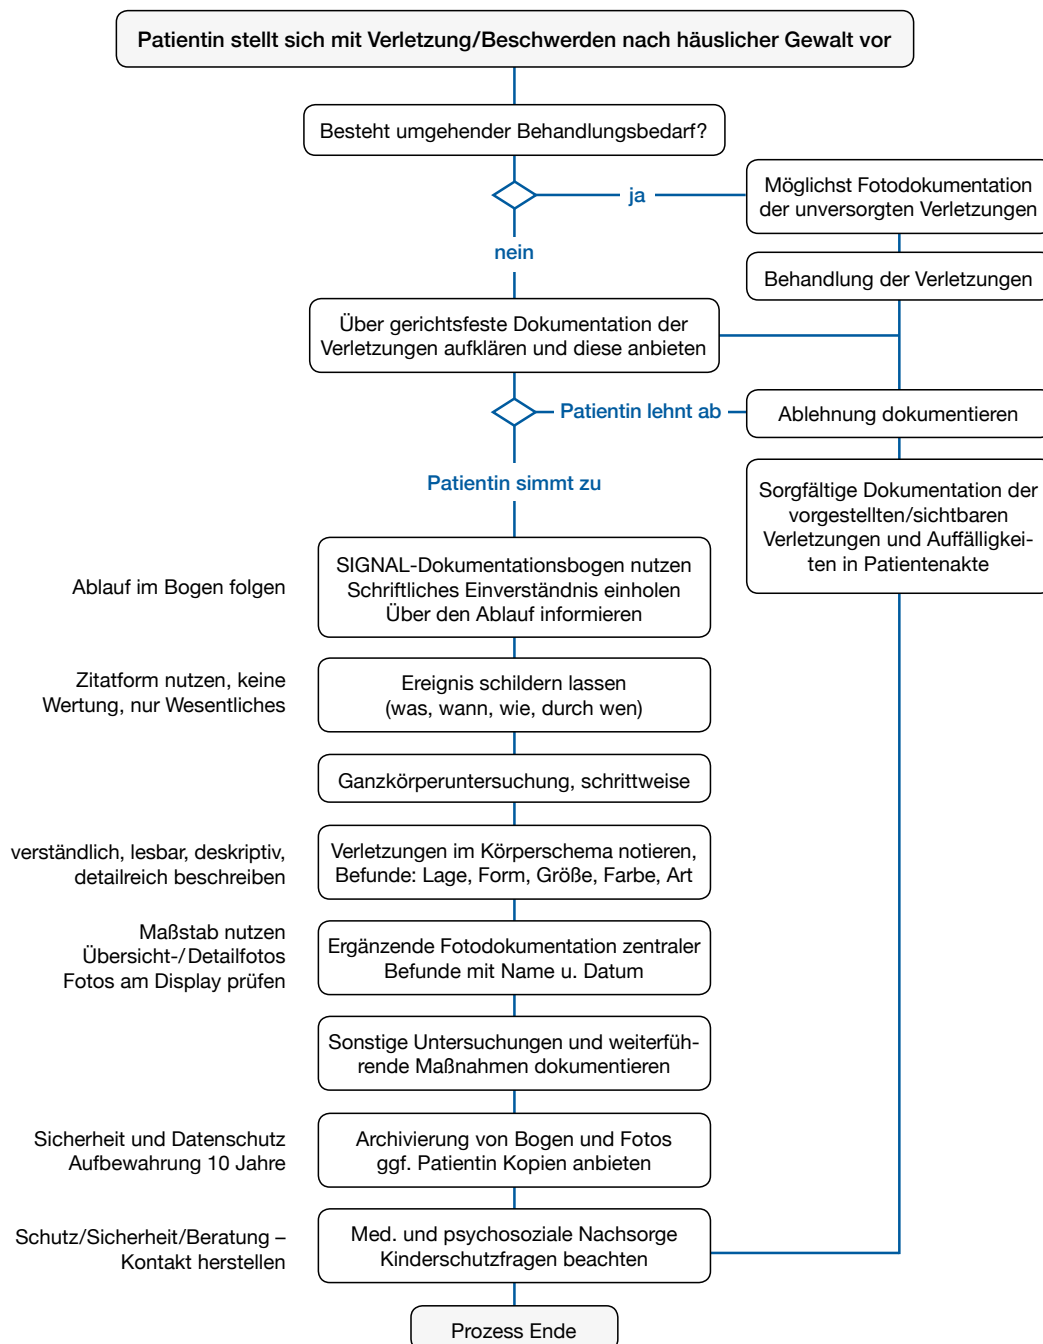 Patientin stellt sich mit Verletzung/Beschwerden nach häuslicher Gewalt vor
Besteht umgehender Behandlungsbedarf?
ja
Möglichst Fotodokumentation
der unversorgten Verletzungen
nein
Behandlung der Verletzungen
Über gerichtsfeste Dokumentation der
Verletzungen aufklären und diese anbieten
Patientin lehnt ab
Ablehnung dokumentieren
Patientin simmt zu
Sorgfältige Dokumentation der
vorgestellten/sichtbaren
Verletzungen und Auffälligkei-
ten in Patientenakte
Ablauf im Bogen folgen
SIGNAL-Dokumentationsbogen nutzen
Schriftliches Einverständnis einholen
Über den Ablauf informieren
Zitatform nutzen, keine
Wertung, nur Wesentliches
Ereignis schildern lassen
(was, wann, wie, durch wen)
Ganzkörperuntersuchung, schrittweise
verständlich, lesbar, deskriptiv,
detailreich beschreiben
Verletzungen im Körperschema notieren,
Befunde: Lage, Form, Größe, Farbe, Art
Maßstab nutzen
Übersicht-/Detailfotos
Fotos am Display prüfen
Ergänzende Fotodokumentation zentraler
Befunde mit Name u. Datum
Sonstige Untersuchungen und weiterfüh-
rende Maßnahmen dokumentieren
Sicherheit und Datenschutz
Aufbewahrung 10 Jahre
Archivierung von Bogen und Fotos
ggf. Patientin Kopien anbieten
Schutz/Sicherheit/Beratung –
Kontakt herstellen
Med. und psychosoziale Nachsorge
Kinderschutzfragen beachten
Prozess Ende